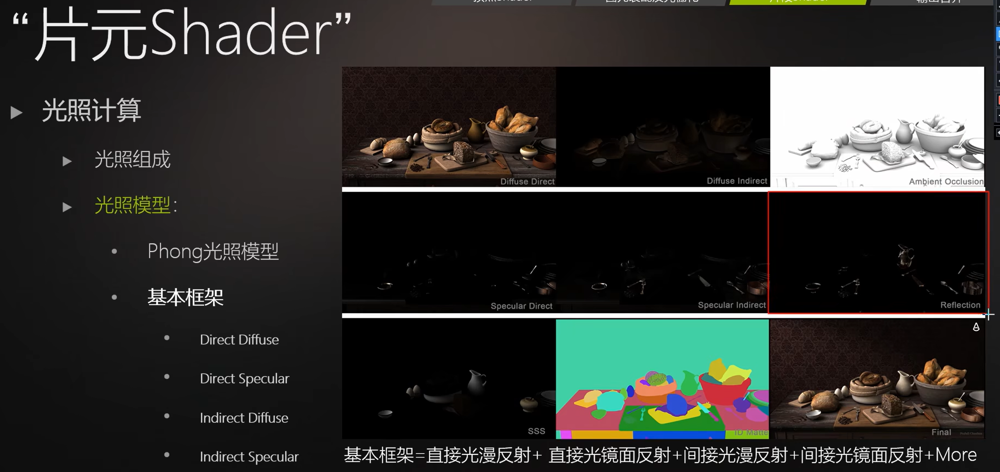 “片元Shader”
光照计算
光照组成
光照模型:
Phong光照模型
基本框架
Direct Diffuse
Direct Specular
Indirect Diffuse
Indirect Specular
Diffuse Direct
Diffuse Indirect
Ambient Occlusion
Specular Direct
Specular Indirect
Reflection
SSS
ID Matte
Final
基本框架=直接光漫反射+ 直接光镜面反射+间接光漫反射+间接光镜面反射+More